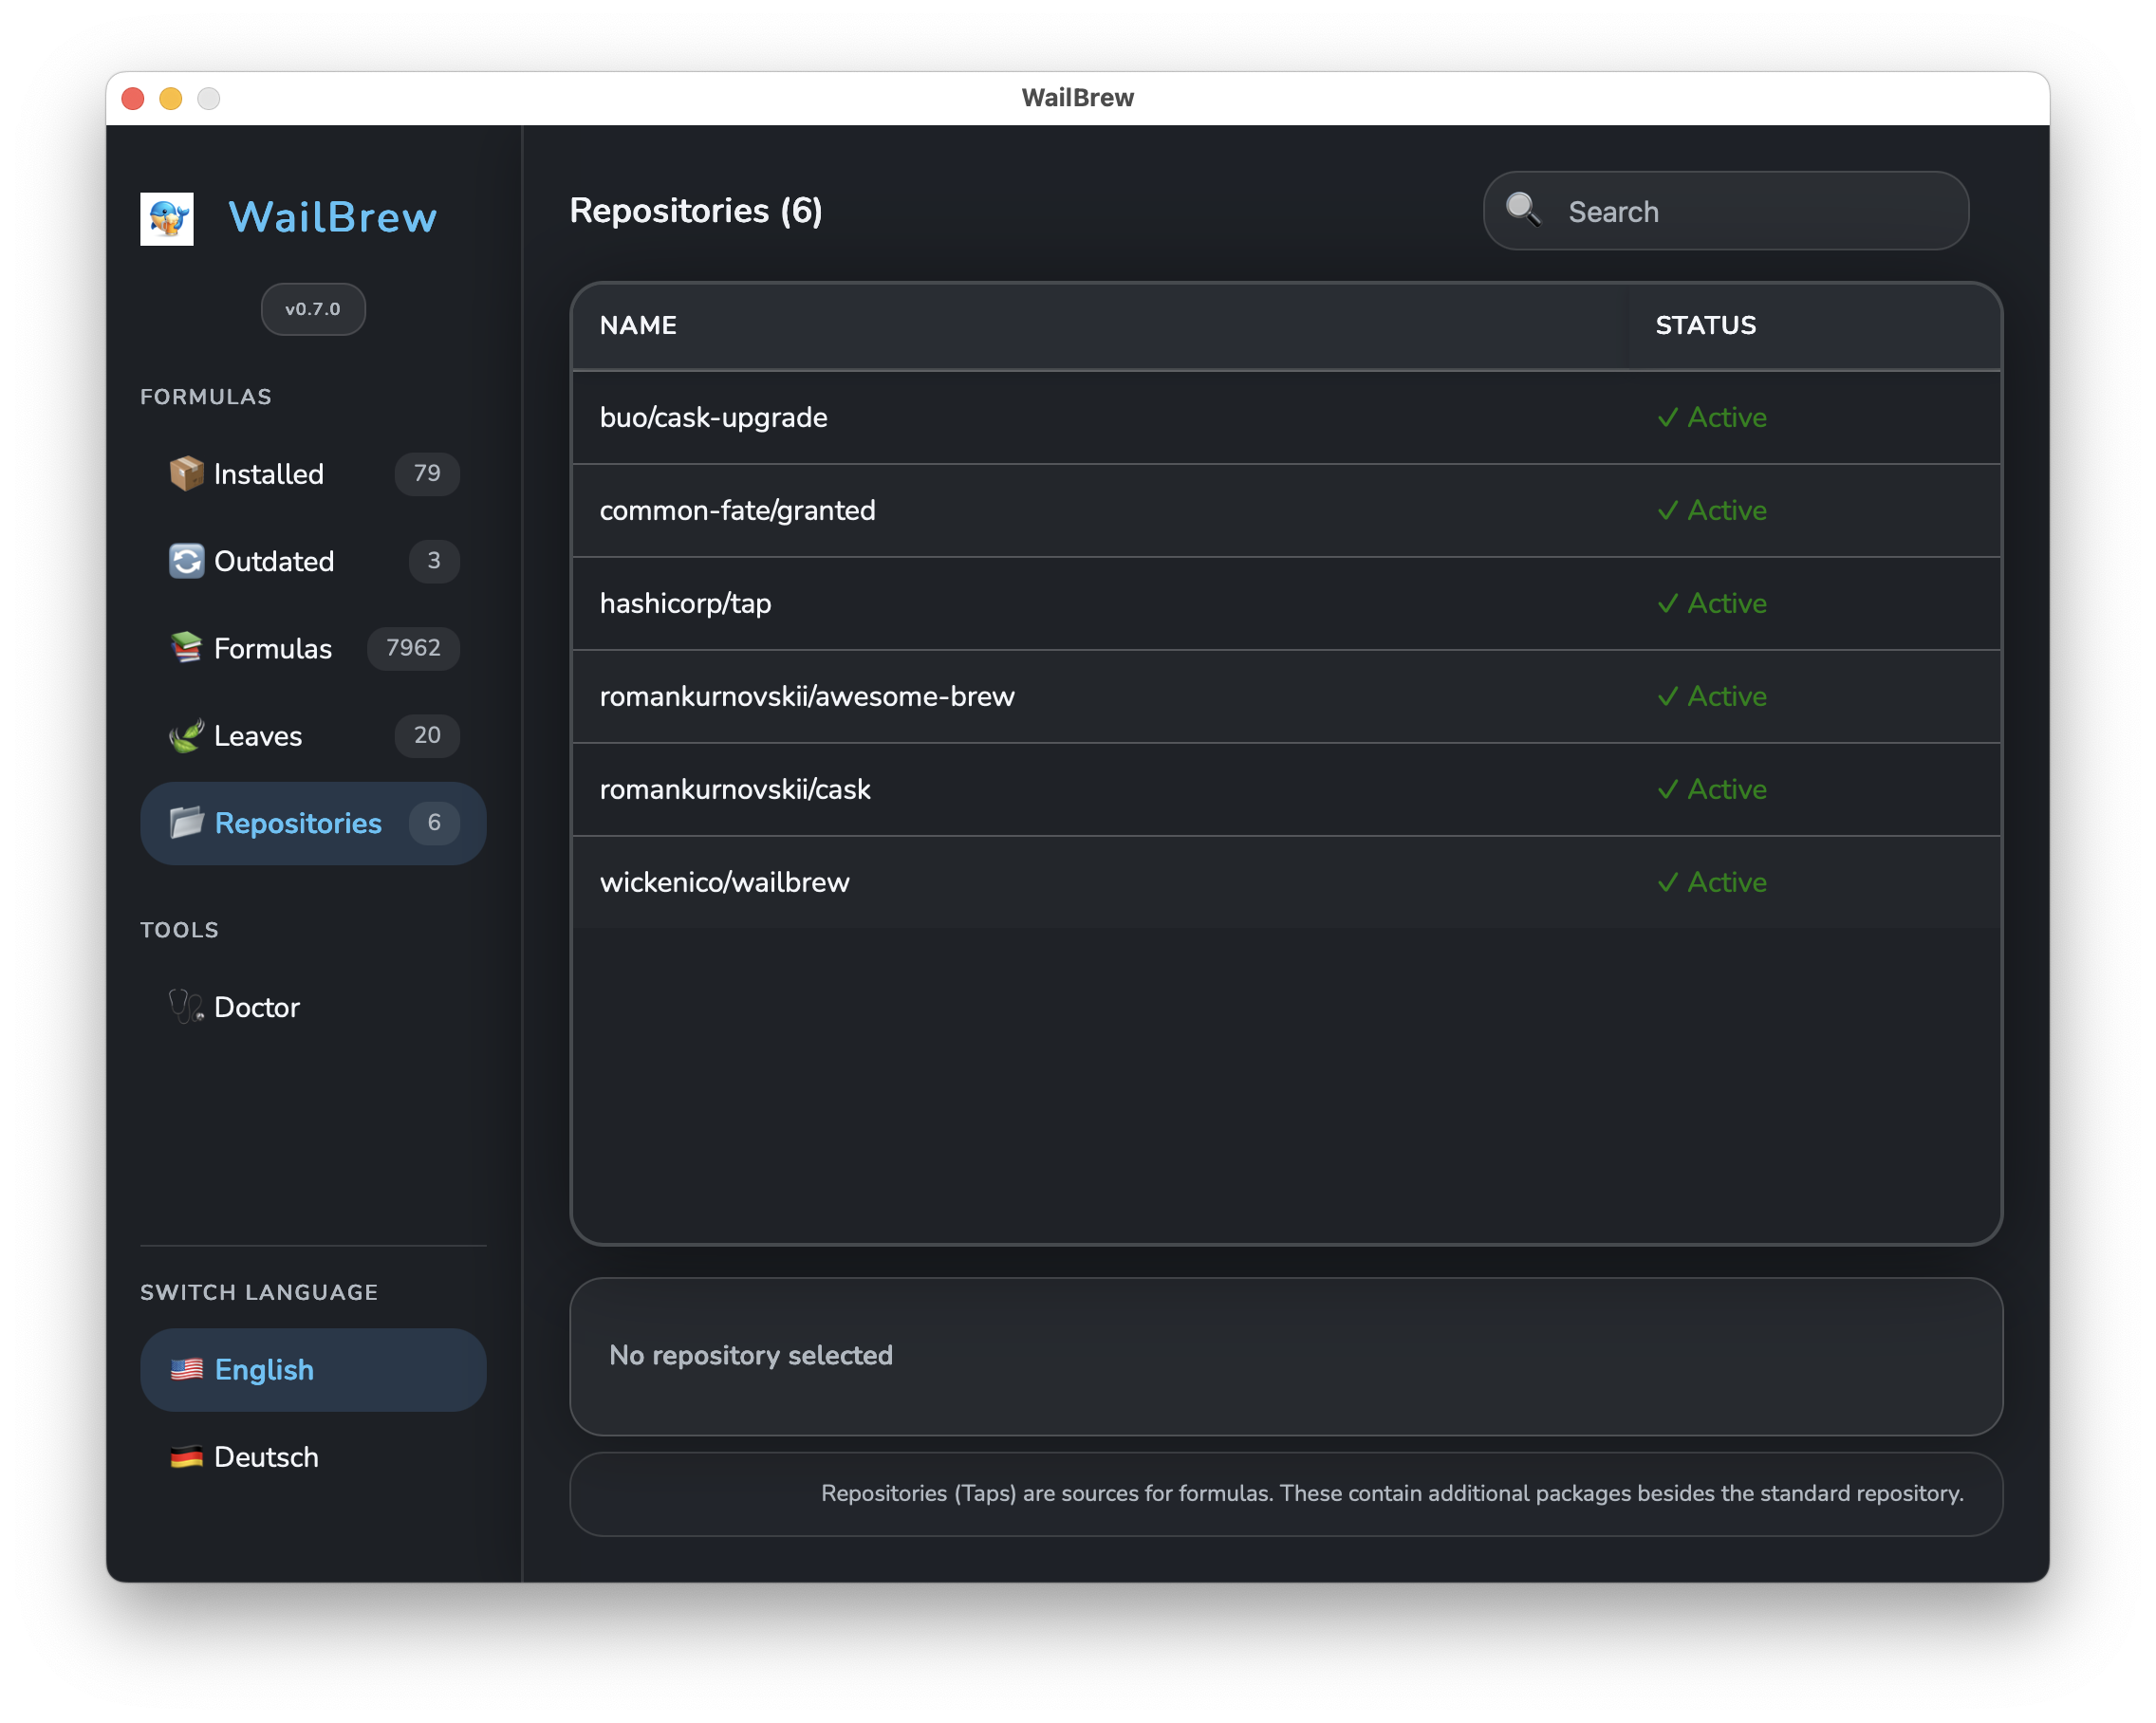 WailBrew
WailBrew
v0.7.0
FORMULAS
Installed 79
Outdated 3
Formulas 7962
Leaves 20
Repositories 6
TOOLS
Doctor
SWITCH LANGUAGE
English
Deutsch
Repositories (6)
Search
NAME STATUS
buo/cask-upgrade ✓ Active
common-fate/granted ✓ Active
hashicorp/tap ✓ Active
romankurnovskii/awesome-brew ✓ Active
romankurnovskii/cask ✓ Active
wickenico/wailbrew ✓ Active
No repository selected
Repositories (Taps) are sources for formulas. These contain additional packages besides the standard repository.